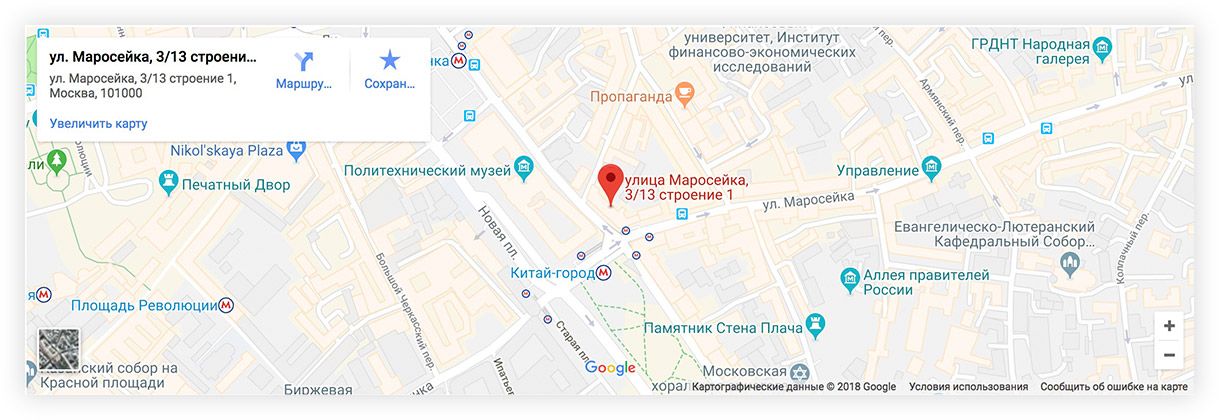 ул. Маросейка, 3/13 строени...
ул. Маросейка, 3/13 строение 1,
Москва, 101000
Маршру...
Сохран...
Увеличить карту
университет, Институт
финансово-экономических
исследований
ГРДНТ Народная
галерея
Пропаганда
Армянский пер.
ул.
Nikol'skaya Plaza
Политехнический музей
Печатный Двор
улица Маросейка,
3/13 строение 1
Управление
ул. Маросейка
Новая пл.
Евангелическо-Лютеранский
Кафедральный Собор...
Колпачный пер.
Китай-город
Аллея правителей
России
Большой Черкасский пер.
Площадь Революции
Памятник Стена Плача
Старая пл.
собор на
Красной площади
Биржевая
Ипатье
Google
Московская
хорал
Картографические данные © 2018 Google
Условия использования
Сообщить об ошибке на карте